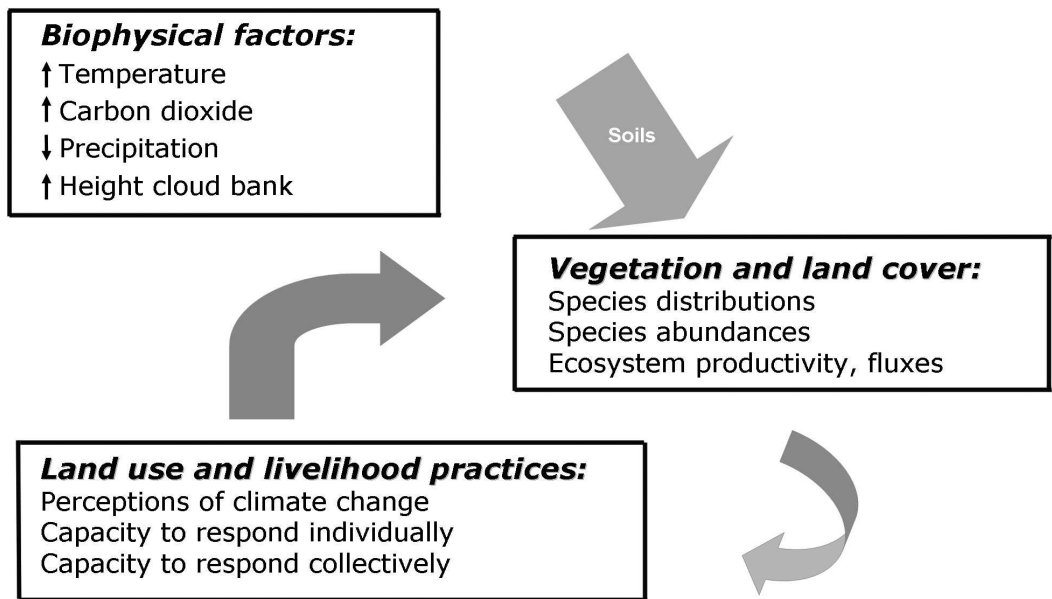 Biophysical factors:
↑ Temperature
↑ Carbon dioxide
↓ Precipitation
↑ Height cloud bank
Soils
Vegetation and land cover:
Species distributions
Species abundances
Ecosystem productivity, fluxes
Land use and livelihood practices:
Perceptions of climate change
Capacity to respond individually
Capacity to respond collectively